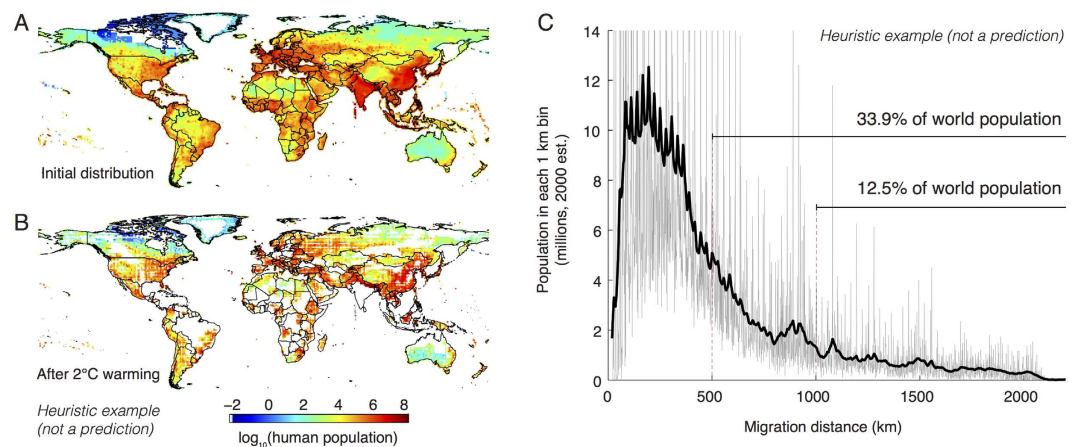 A
Initial distribution
B
After 2°C warming
Heuristic example
(not a prediction)
−2 0 2 4 6 8
log10(human population)
C
Heuristic example (not a prediction)
33.9% of world population
12.5% of world population
Population in each 1 km bin
(millions, 2000 est.)
14
12
10
8
6
4
2
0
0 500 1000 1500 2000
Migration distance (km)